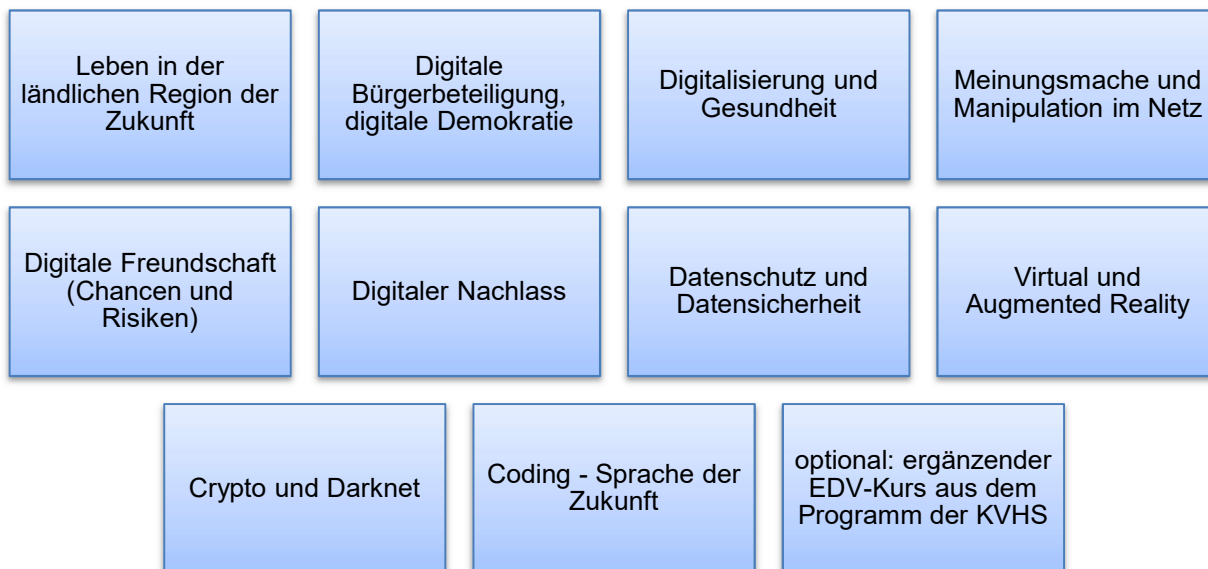 Leben in der
ländlichen Region der
Zukunft
Digitale
Bürgerbeteiligung,
digitale Demokratie
Digitalisierung und
Gesundheit
Meinungsmache und
Manipulation im Netz
Digitale Freundschaft
(Chancen und
Risiken)
Digitaler Nachlass
Datenschutz und
Datensicherheit
Virtual und
Augmented Reality
Crypto und Darknet
Coding - Sprache der
Zukunft
optional: ergänzender
EDV-Kurs aus dem
Programm der KVHS